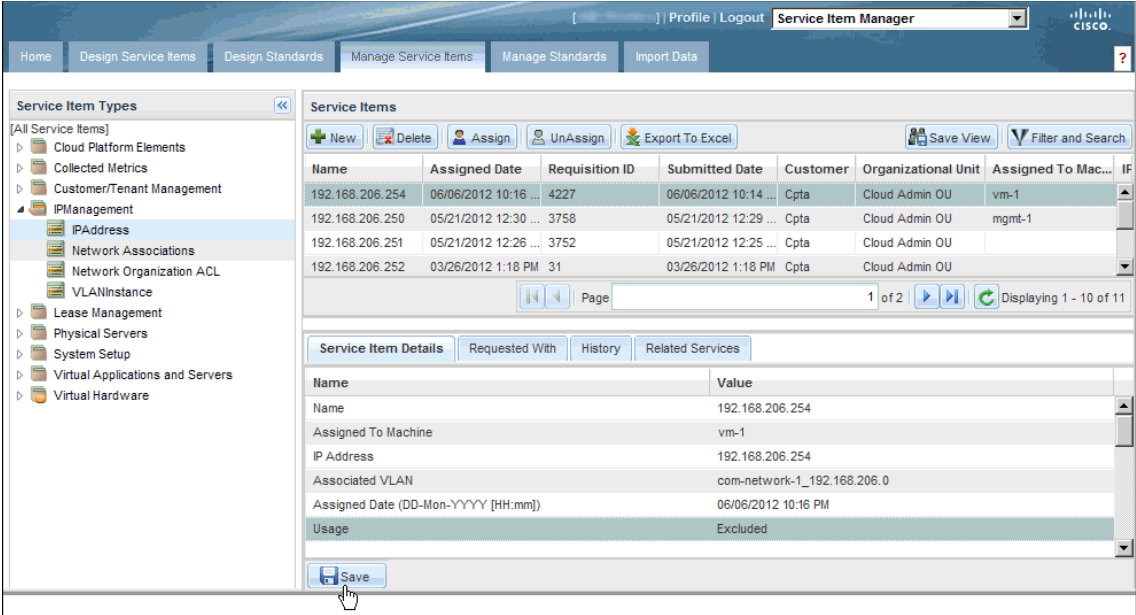 [ ] | Profile | Logout Service Item Manager
cisco.
Home Design Service Items Design Standards Manage Service Items Manage Standards Import Data ?
Service Item Types
[All Service Items]
Cloud Platform Elements
Collected Metrics
Customer/Tenant Management
IPManagement
IPAddress
Network Associations
Network Organization ACL
VLANInstance
Lease Management
Physical Servers
System Setup
Virtual Applications and Servers
Virtual Hardware
Service Items
New Delete Assign UnAssign Export To Excel Save View Filter and Search
Name Assigned Date Requisition ID Submitted Date Customer Organizational Unit Assigned To Mac... IF
192.168.206.254 06/06/2012 10:16 ... 4227 06/06/2012 10:14 ... Cpta Cloud Admin OU vm-1
192.168.206.250 05/21/2012 12:30 ... 3758 05/21/2012 12:29 ... Cpta Cloud Admin OU mgmt-1
192.168.206.251 05/21/2012 12:26 ... 3752 05/21/2012 12:25 ... Cpta Cloud Admin OU
192.168.206.252 03/26/2012 1:18 PM 31 03/26/2012 1:18 PM Cpta Cloud Admin OU
Page 1 of 2 Displaying 1 - 10 of 11
Service Item Details Requested With History Related Services
Name Value
Name 192.168.206.254
Assigned To Machine vm-1
IP Address 192.168.206.254
Associated VLAN com-network-1_192.168.206.0
Assigned Date (DD-Mon-YYYY [HH:mm]) 06/06/2012 10:16 PM
Usage Excluded
Save